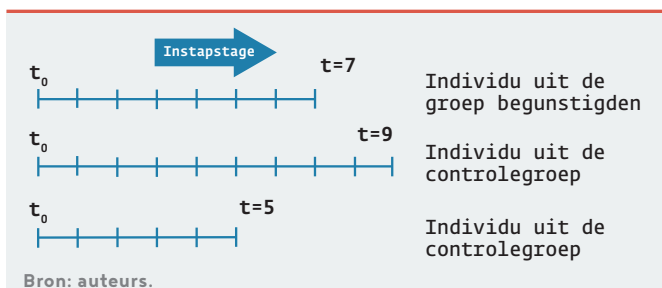 Instapstage
t₀
t=7
Individu uit de
groep begunstigden
t₀
t=9
Individu uit de
controlegroep
t₀
t=5
Individu uit de
controlegroep
Bron: auteurs.